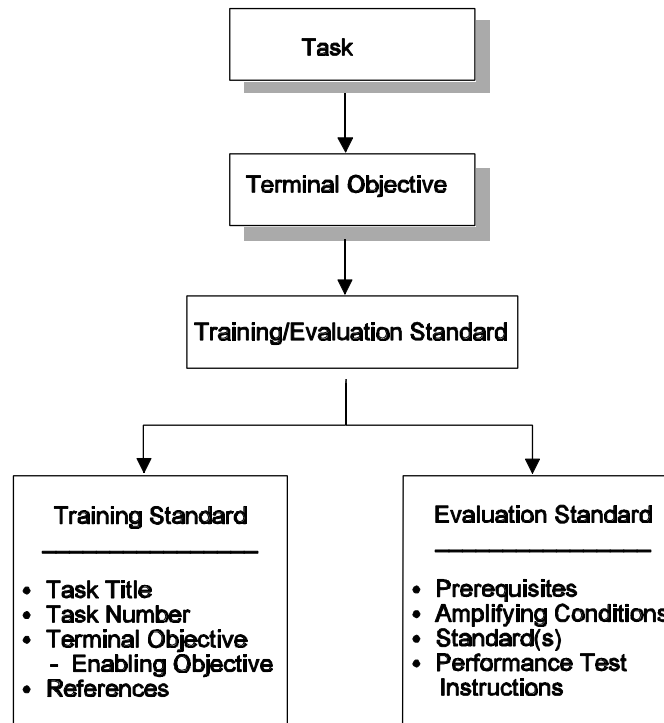 Task
Terminal Objective
Training/Evaluation Standard
Training Standard
• Task Title
• Task Number
• Terminal Objective
- Enabling Objective
• References
Evaluation Standard
• Prerequisites
• Amplifying Conditions
• Standard(s)
• Performance Test
Instructions